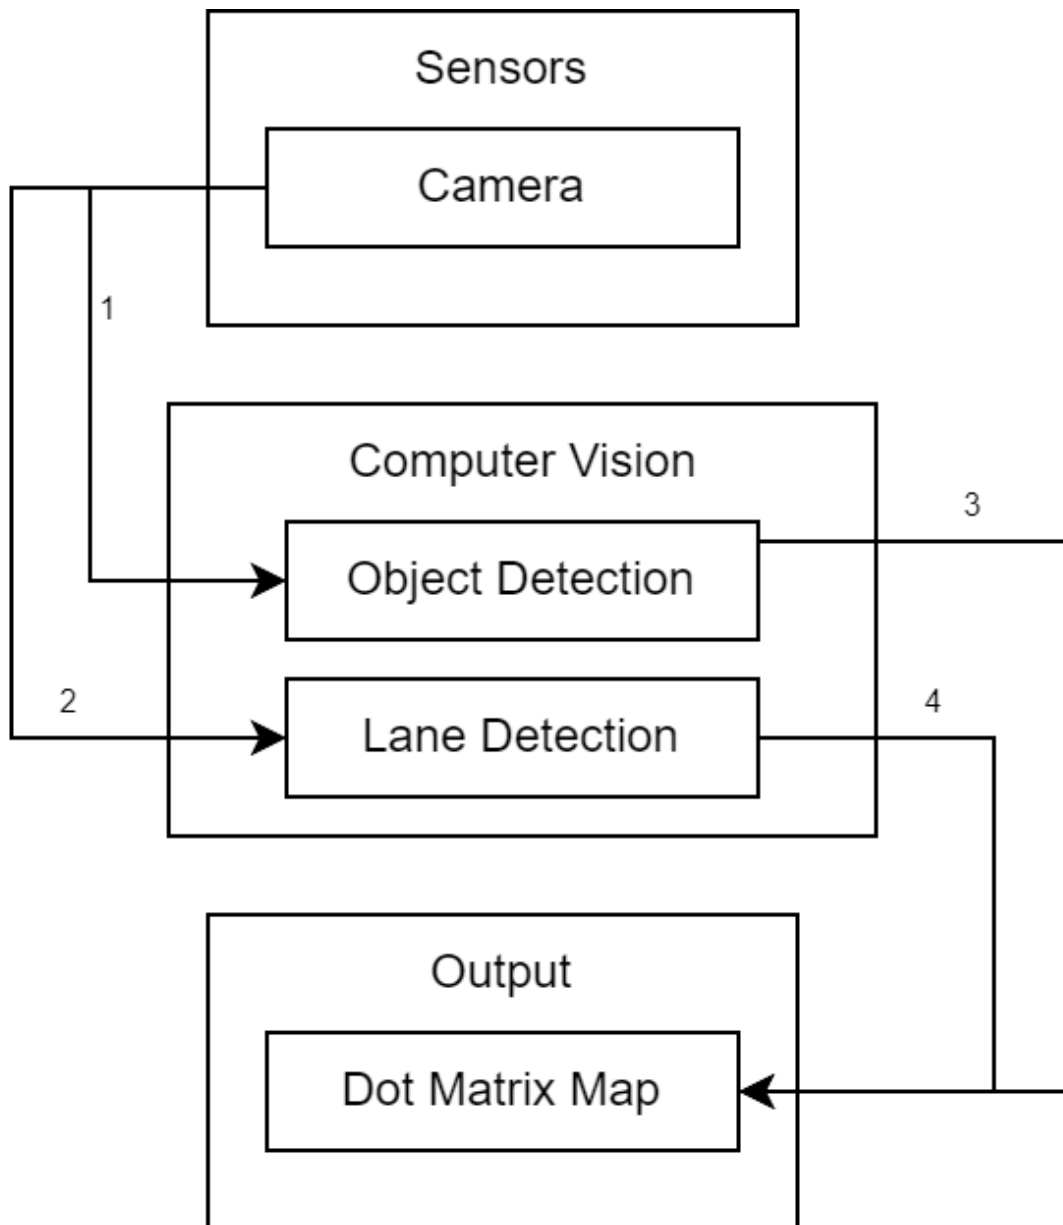 Sensors
Camera
1
Computer Vision
3
Object Detection
2
Lane Detection
4
Output
Dot Matrix Map